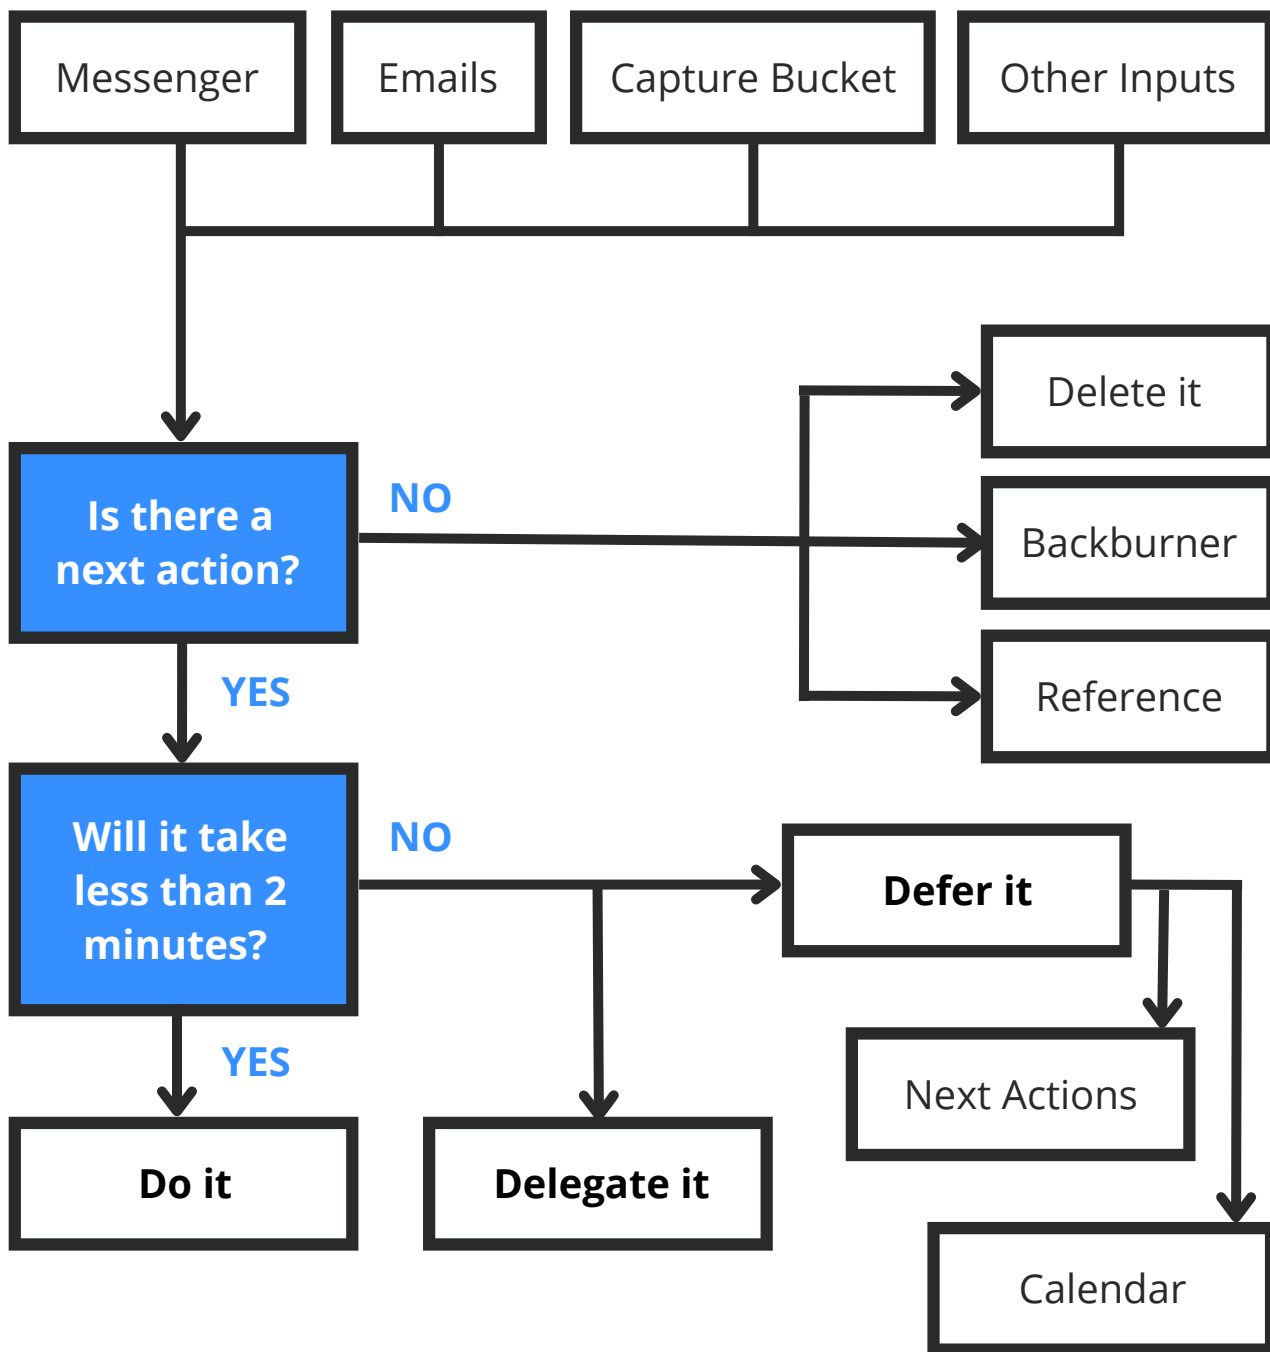 Messenger
Emails
Capture Bucket
Other Inputs
Delete it
Is there a
next action?
NO
Backburner
YES
Reference
Will it take
less than 2
minutes?
NO
Defer it
YES
Next Actions
Do it
Delegate it
Calendar